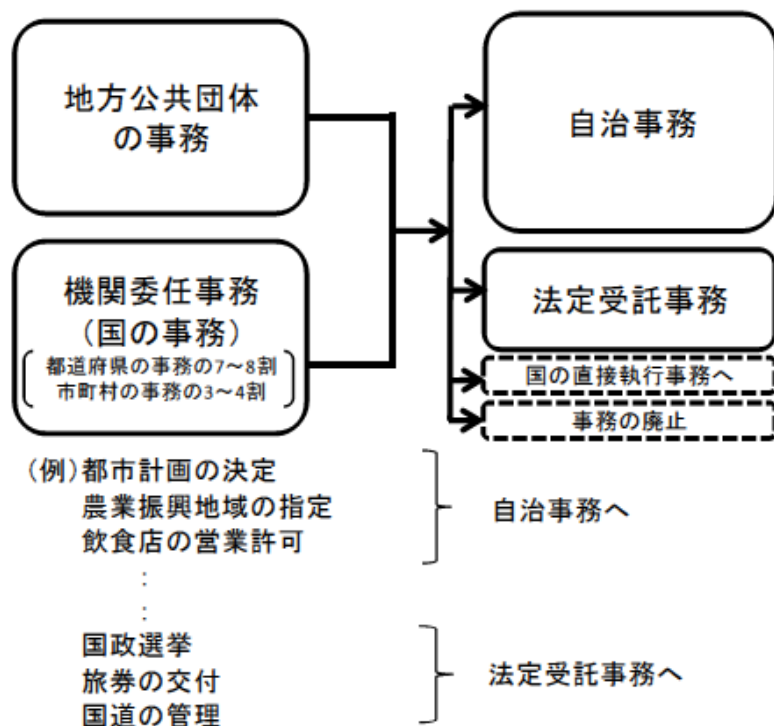 地方公共団体
の事務
機関委任事務
(国の事務)
都道府県の事務の7～8割
市町村の事務の3～4割
自治事務
法定受託事務
国の直接執行事務へ
事務の廃止
(例)都市計画の決定
農業振興地域の指定
飲食店の営業許可
:
:
自治事務へ
国政選挙
旅券の交付
国道の管理
法定受託事務へ